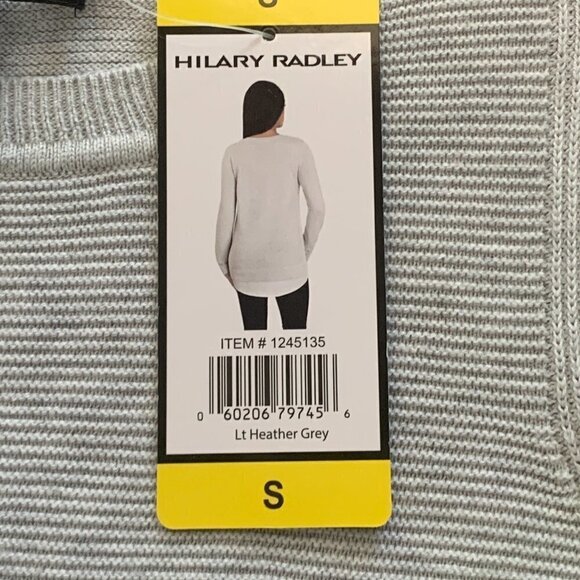 S
HILARY RADLEY
ITEM # 1245135
0 60206 79745 6
Lt Heather Grey
S